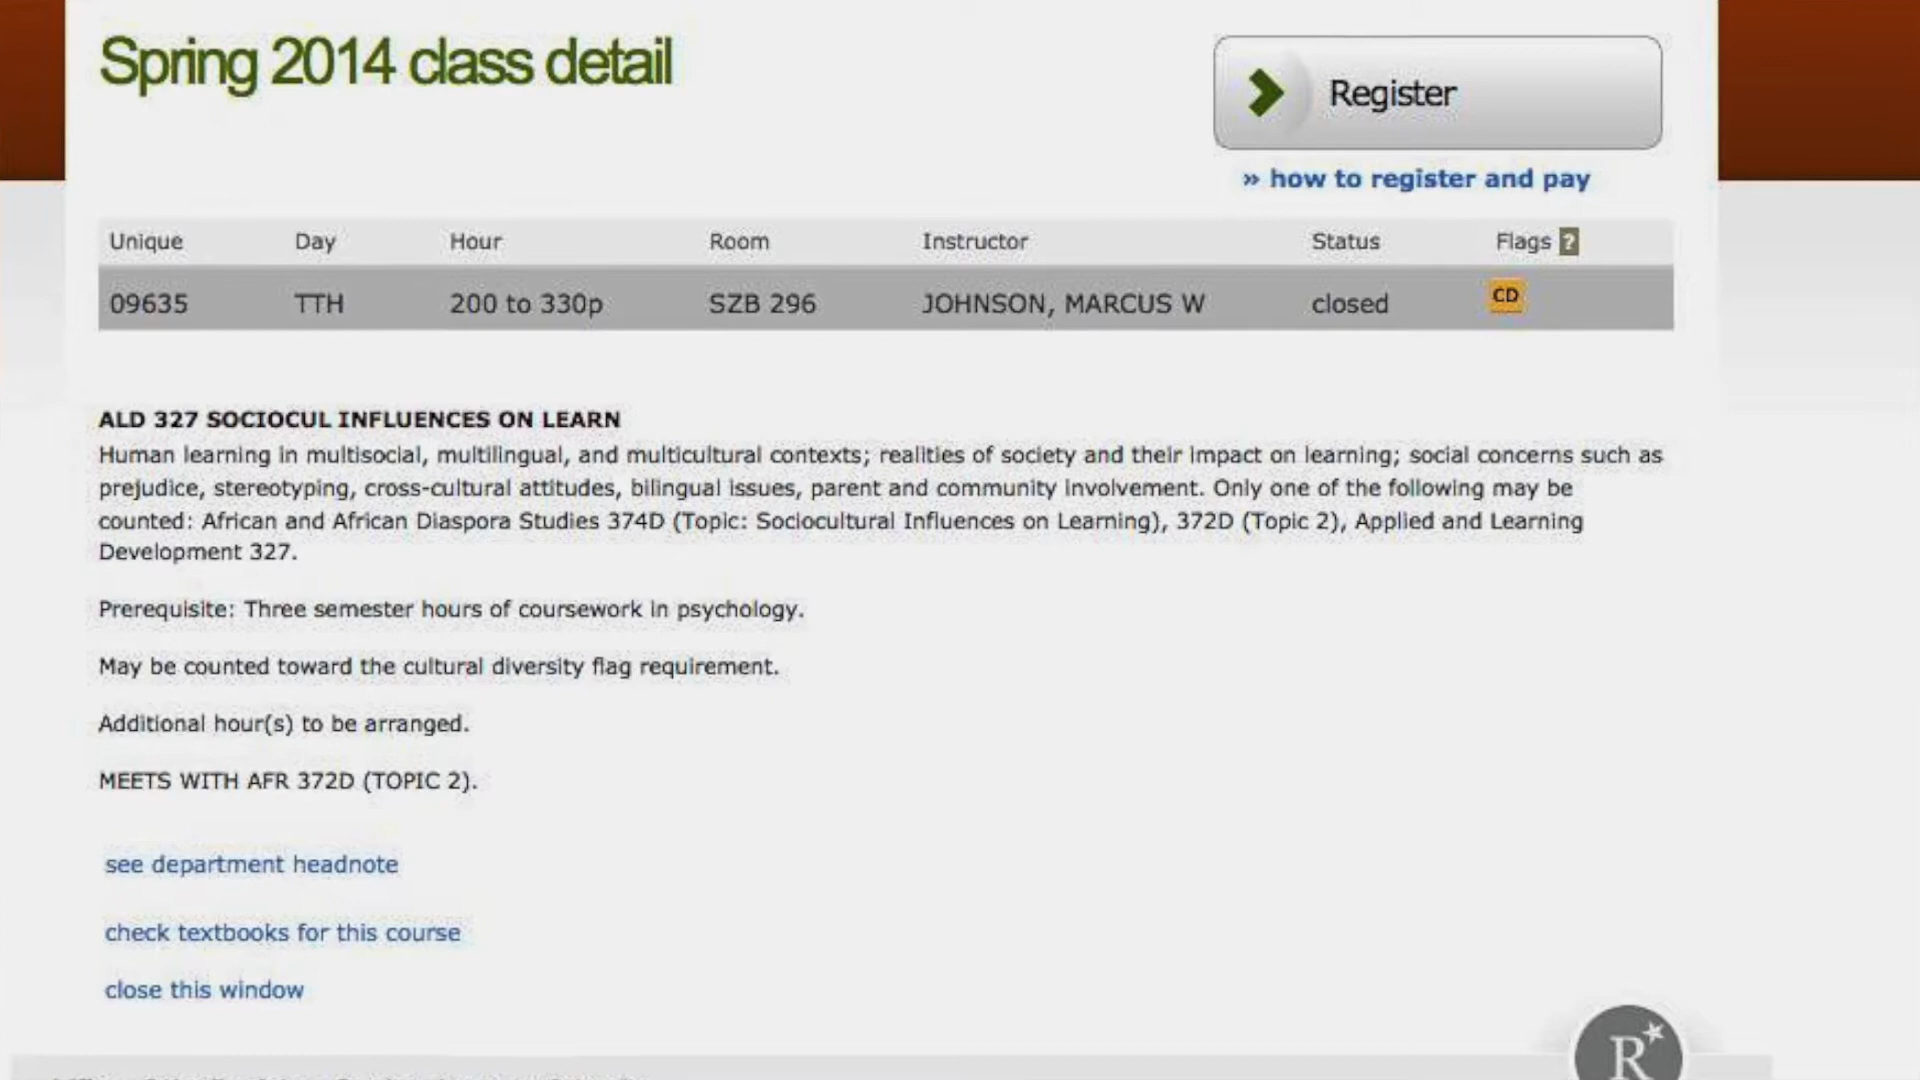 Spring 2014 class detail
Register
» how to register and pay
Unique Day Hour Room Instructor Status Flags ?
09635 TTH 200 to 330p SZB 296 JOHNSON, MARCUS W closed CD
ALD 327 SOCIOCUL INFLUENCES ON LEARN
Human learning in multisocial, multilingual, and multicultural contexts; realities of society and their impact on learning; social concerns such as
prejudice, stereotyping, cross-cultural attitudes, bilingual issues, parent and community involvement. Only one of the following may be
counted: African and African Diaspora Studies 374D (Topic: Sociocultural Influences on Learning), 372D (Topic 2), Applied and Learning
Development 327.
Prerequisite: Three semester hours of coursework in psychology.
May be counted toward the cultural diversity flag requirement.
Additional hour(s) to be arranged.
MEETS WITH AFR 372D (TOPIC 2).
see department headnote
check textbooks for this course
close this window
R